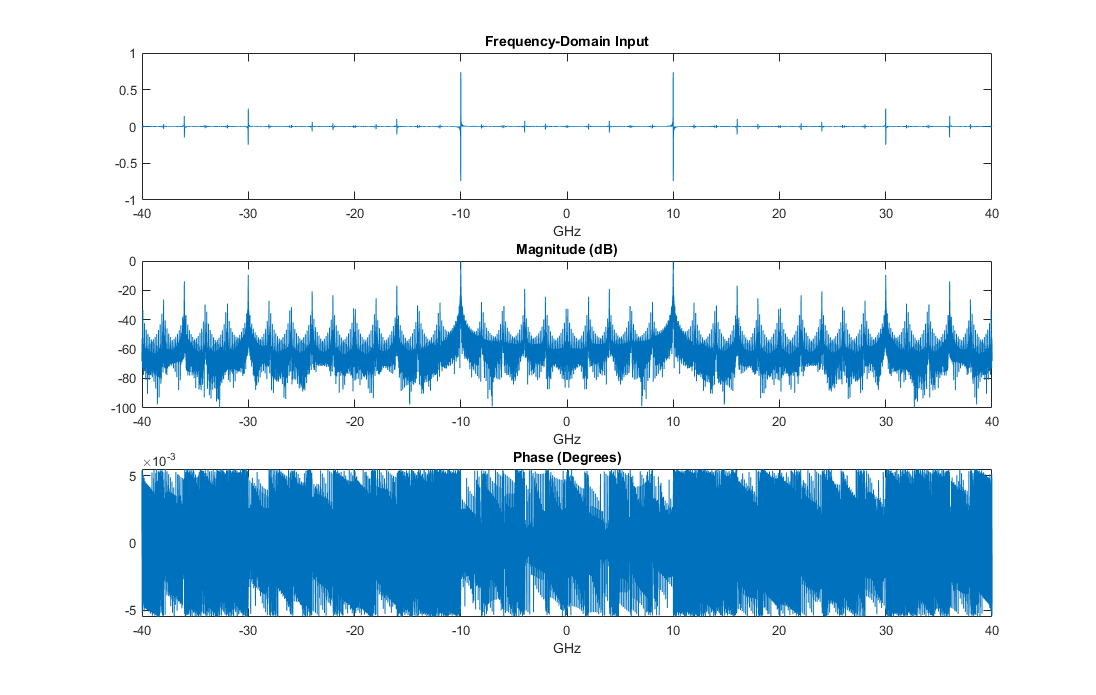 Frequency-Domain Input
1
0.5
0
-0.5
-1
-40 -30 -20 -10 0 10 20 30 40
GHz
Magnitude (dB)
0
-20
-40
-60
-80
-100
-40 -30 -20 -10 0 10 20 30 40
GHz
Phase (Degrees)
×10-3
5
0
-5
-40 -30 -20 -10 0 10 20 30 40
GHz